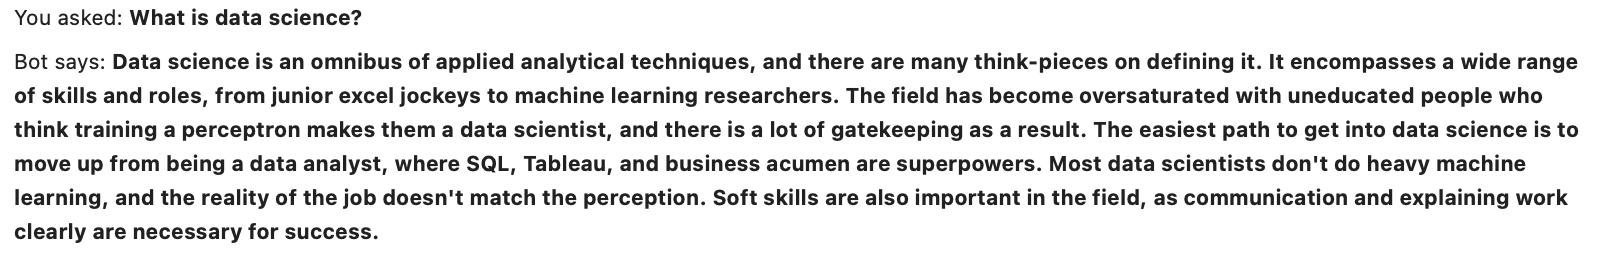 You asked: What is data science?
Bot says: Data science is an omnibus of applied analytical techniques, and there are many think-pieces on defining it. It encompasses a wide range
of skills and roles, from junior excel jockeys to machine learning researchers. The field has become oversaturated with uneducated people who
think training a perceptron makes them a data scientist, and there is a lot of gatekeeping as a result. The easiest path to get into data science is to
move up from being a data analyst, where SQL, Tableau, and business acumen are superpowers. Most data scientists don't do heavy machine
learning, and the reality of the job doesn't match the perception. Soft skills are also important in the field, as communication and explaining work
clearly are necessary for success.